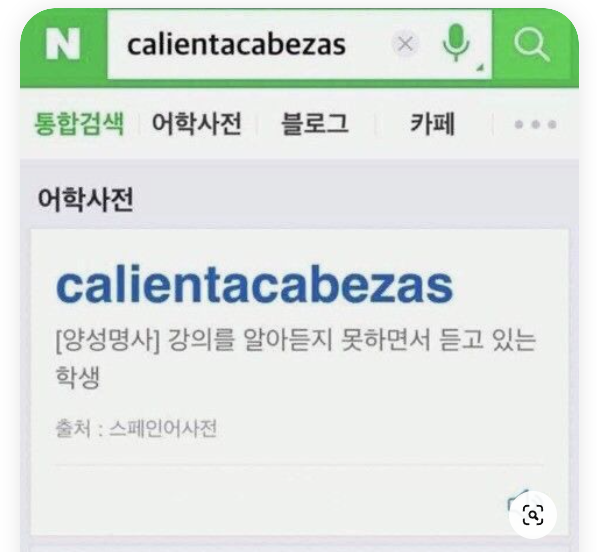 N calientacabezas
통합검색 어학사전 블로그 카페
어학사전
calientacabezas
[양성명사] 강의를 알아듣지 못하면서 듣고 있는
학생
출처 : 스페인어사전